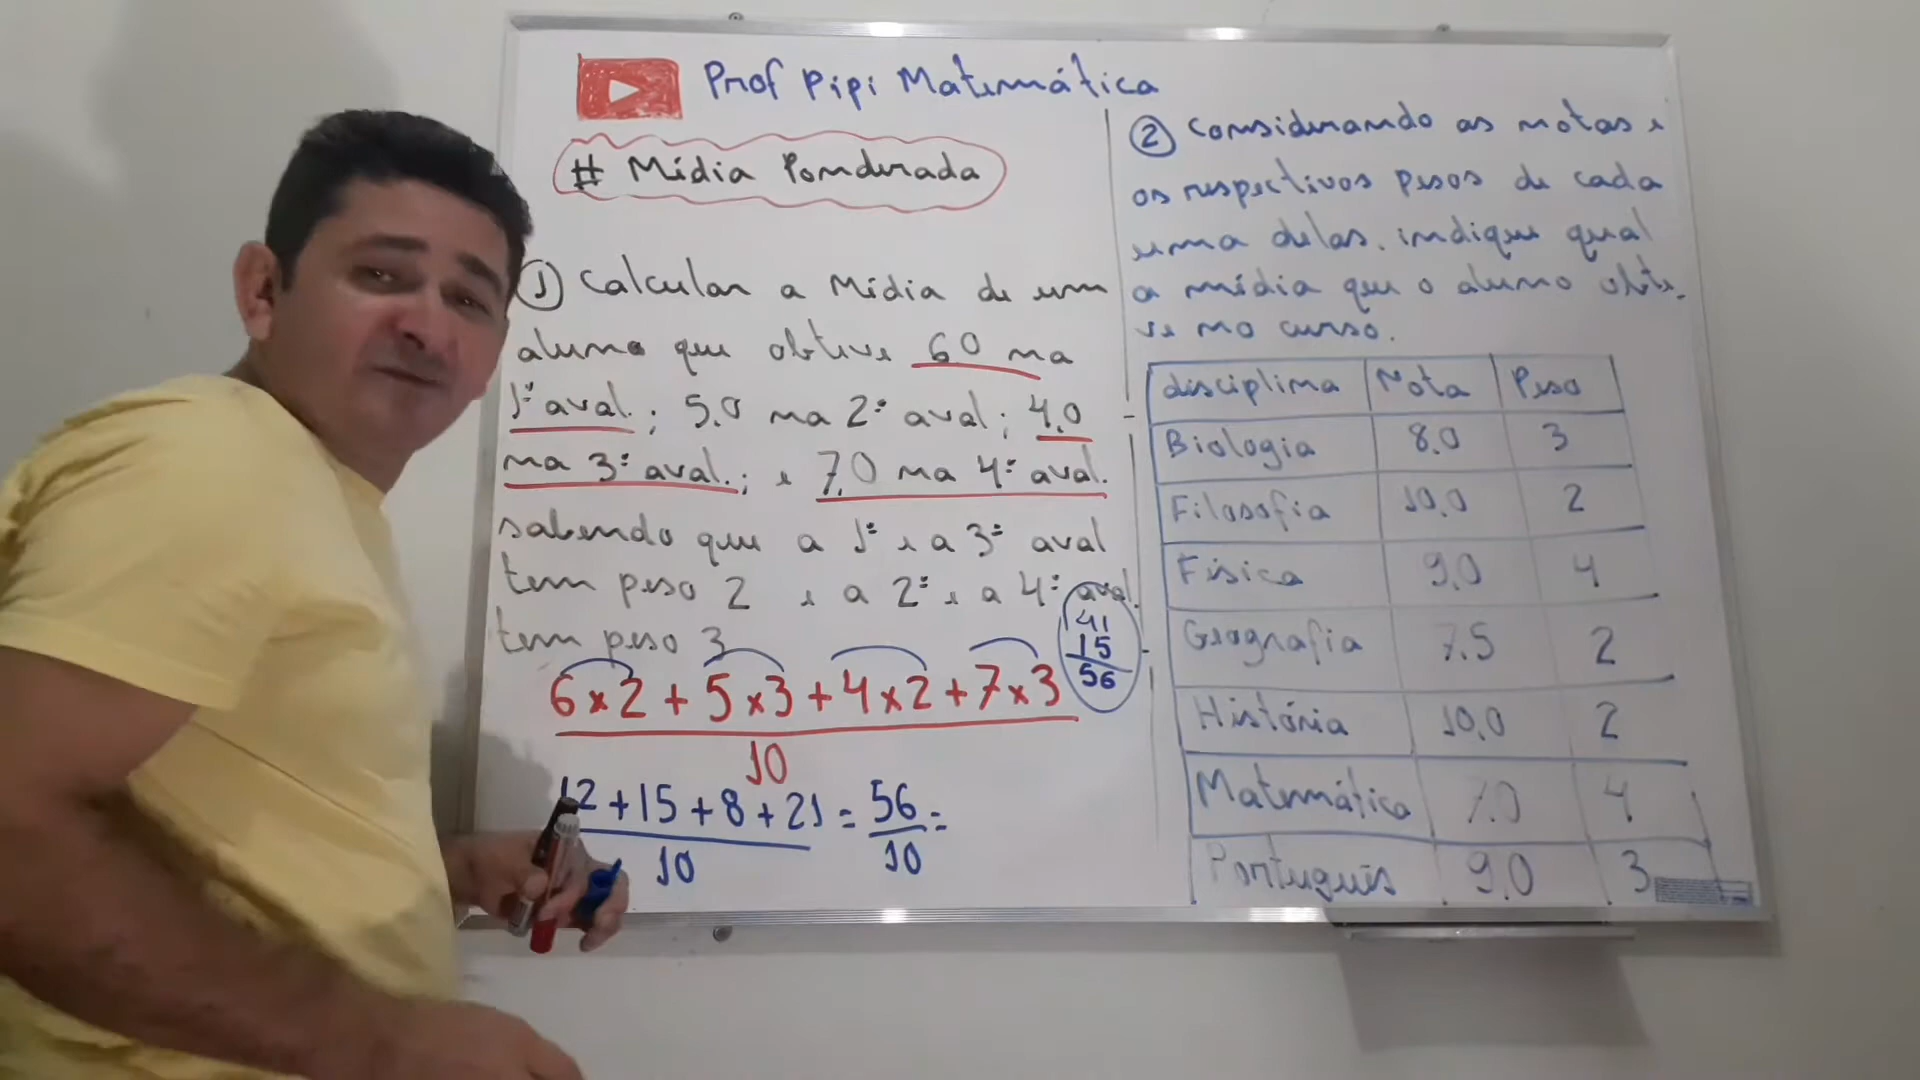 Prof Pipi Matemática
# Média Ponderada
① Calcular a Média de um
aluno que obteve 6.0 na
1ª aval.; 5.0 na 2ª aval; 4.0
na 3ª aval.; e 7.0 na 4ª aval.
sabendo que a 1ª e a 3ª aval
tem peso 2 e a 2ª e a 4ª aval.
tem peso 3
41
15
56
6x2 + 5x3 + 4x2 + 7x3
10
12 + 15 + 8 + 21 = 56 =
10 10
② Considerando as notas e
os respectivos pesos de cada
uma delas. indique qual
a média que o aluno obte-
ve no curso.
disciplina Nota Peso
Biologia 8.0 3
Filosofia 10.0 2
Física 9.0 4
Geografia 7.5 2
História 10.0 2
Matemática 7.0 4
Português 9.0 3